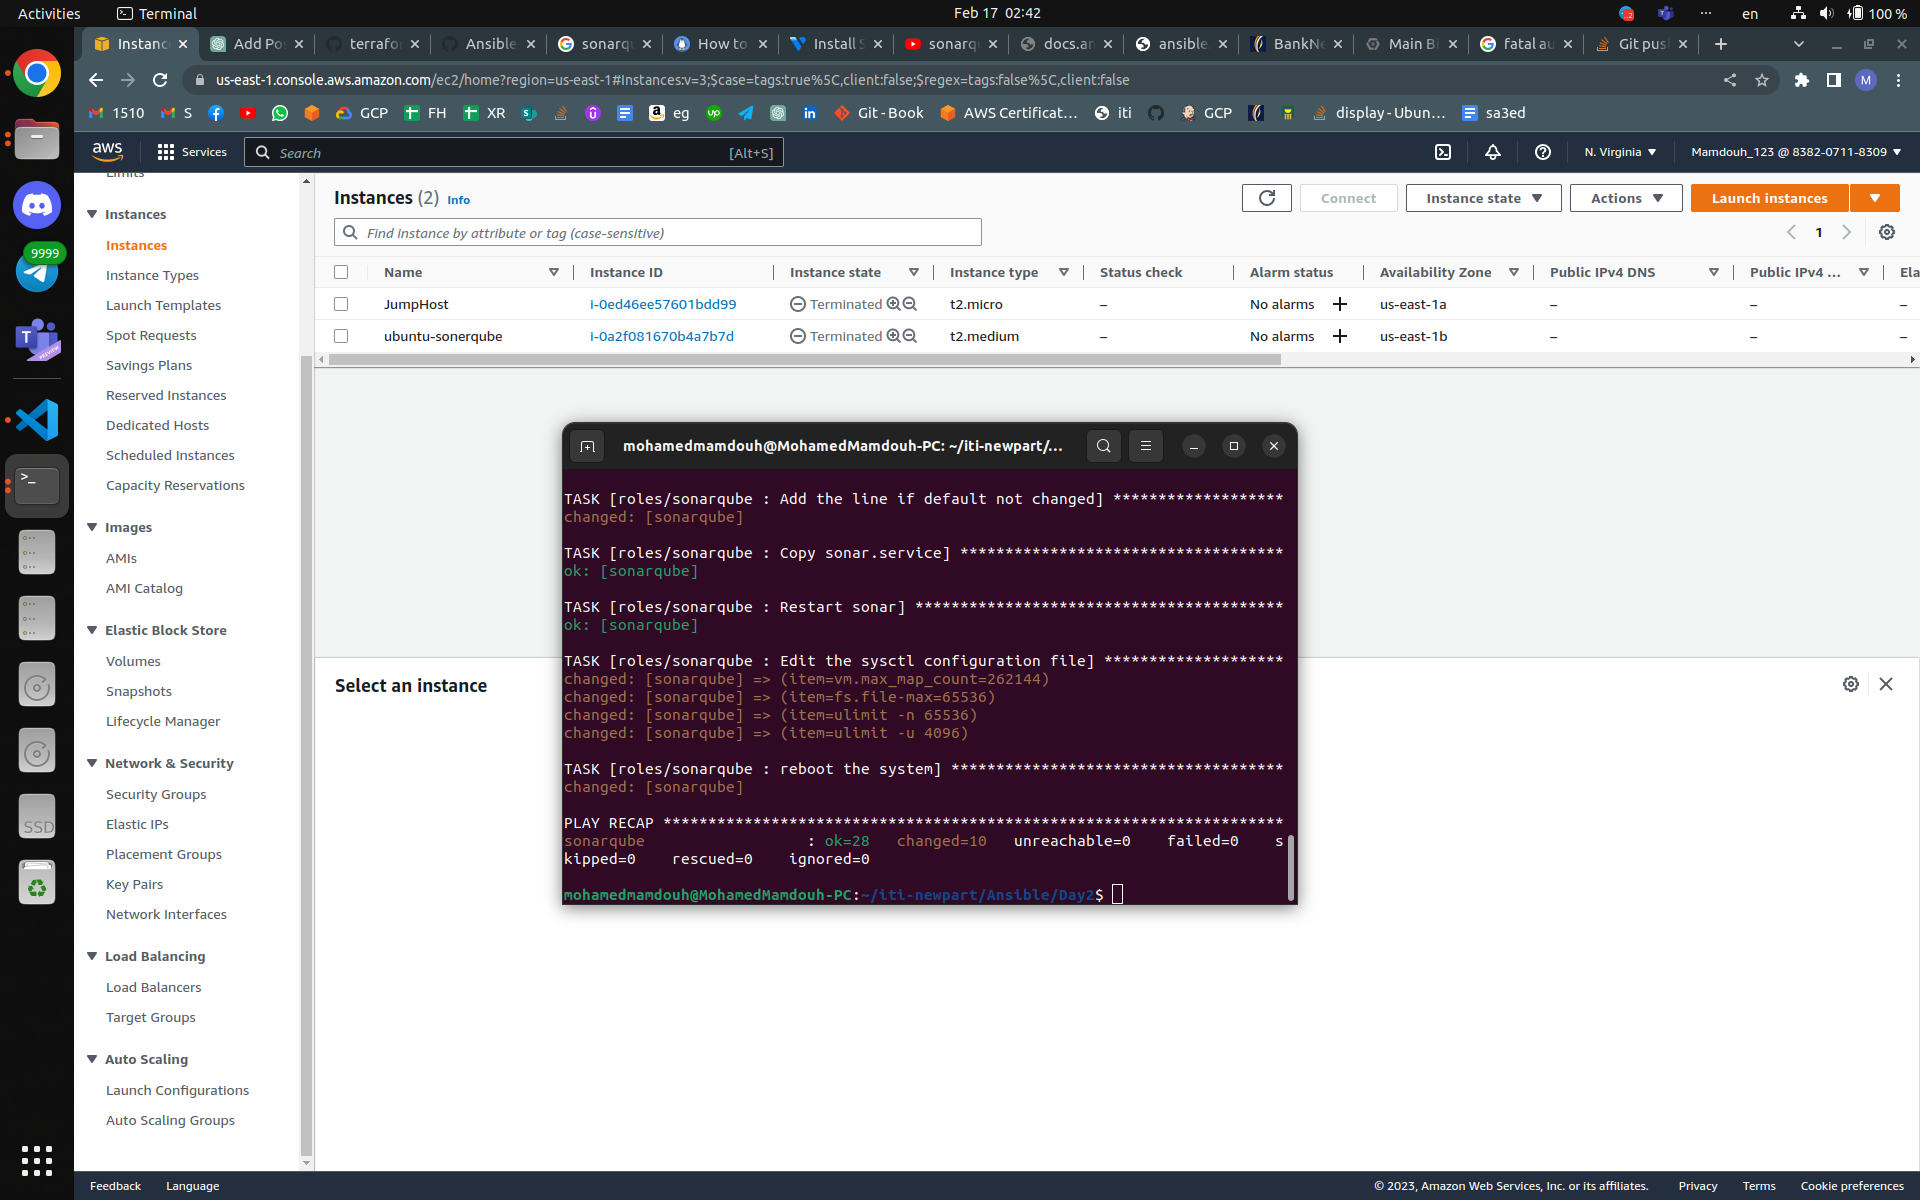 Activities
Terminal
Feb 17 02:42
en
100 %
Instanc
Add Po
terrafo
Ansible
sonarqu
How to
Install S
sonarq
docs.an
ansible
BankNe
Main Bi
fatal au
Git pus
us-east-1.console.aws.amazon.com/ec2/home?region=us-east-1#Instances:v=3;$case=tags:true%5C,client:false;$regex=tags:false%5C,client:false
M
1510
S
GCP
FH
XR
eg
Git - Book
AWS Certificat...
iti
GCP
display - Ubun...
sa3ed
aws
Services
Search
[Alt+S]
N. Virginia
Mamdouh_123 @ 8382-0711-8309
9999
SSD
Limits
Instances
Instances
Instance Types
Launch Templates
Spot Requests
Savings Plans
Reserved Instances
Dedicated Hosts
Scheduled Instances
Capacity Reservations
Images
AMIs
AMI Catalog
Elastic Block Store
Volumes
Snapshots
Lifecycle Manager
Network & Security
Security Groups
Elastic IPs
Placement Groups
Key Pairs
Network Interfaces
Load Balancing
Load Balancers
Target Groups
Auto Scaling
Launch Configurations
Auto Scaling Groups
Instances (2) Info
Connect
Instance state
Actions
Launch instances
Find instance by attribute or tag (case-sensitive)
1
Name Instance ID Instance state Instance type Status check Alarm status Availability Zone Public IPv4 DNS Public IPv4 ... Ela
JumpHost i-0ed46ee57601bdd99 Terminated t2.micro – No alarms + us-east-1a – – –
ubuntu-sonerqube i-0a2f081670b4a7b7d Terminated t2.medium – No alarms + us-east-1b – – –
Select an instance
mohamedmamdouh@MohamedMamdouh-PC: ~/iti-newpart/...
TASK [roles/sonarqube : Add the line if default not changed] *******************
changed: [sonarqube]
TASK [roles/sonarqube : Copy sonar.service] ************************************
ok: [sonarqube]
TASK [roles/sonarqube : Restart sonar] *****************************************
ok: [sonarqube]
TASK [roles/sonarqube : Edit the sysctl configuration file] ********************
changed: [sonarqube] => (item=vm.max_map_count=262144)
changed: [sonarqube] => (item=fs.file-max=65536)
changed: [sonarqube] => (item=ulimit -n 65536)
changed: [sonarqube] => (item=ulimit -u 4096)
TASK [roles/sonarqube : reboot the system] *************************************
changed: [sonarqube]
PLAY RECAP *********************************************************************
sonarqube : ok=28 changed=10 unreachable=0 failed=0 s
kipped=0 rescued=0 ignored=0
mohamedmamdouh@MohamedMamdouh-PC:~/iti-newpart/Ansible/Day2$
Feedback
Language
© 2023, Amazon Web Services, Inc. or its affiliates.
Privacy
Terms
Cookie preferences